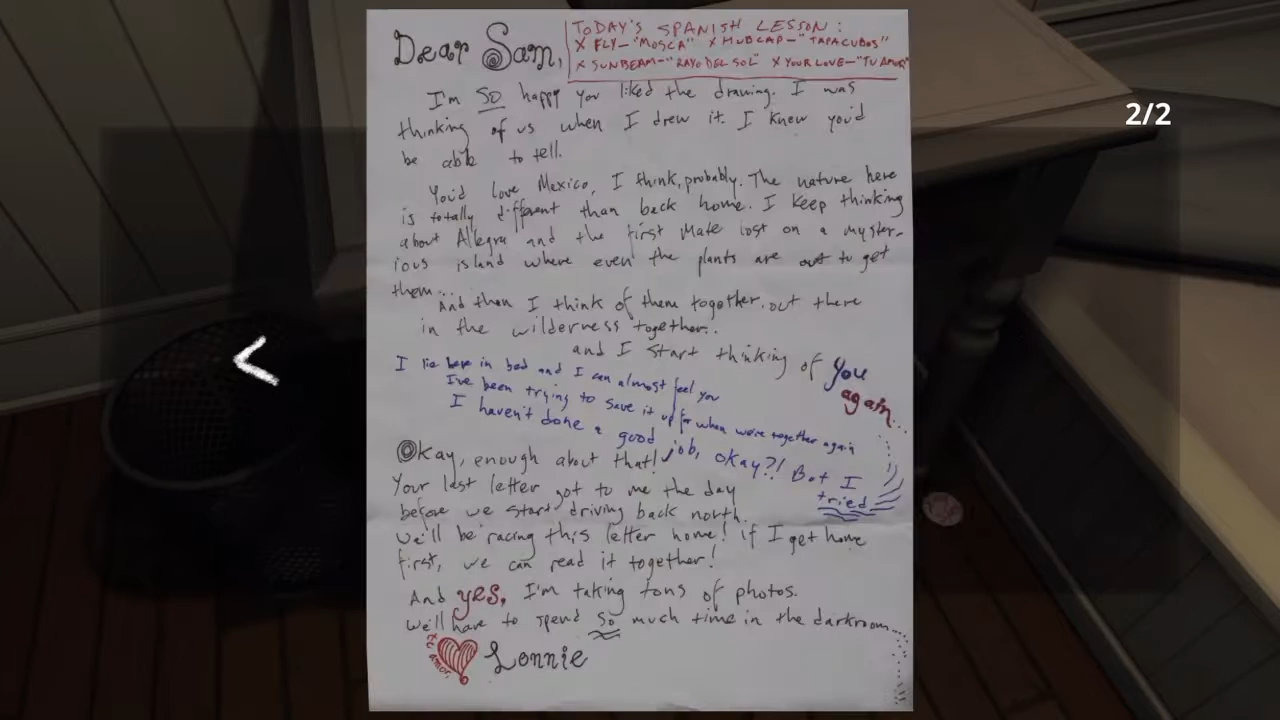 Dear Sam,
TODAY'S SPANISH LESSON:
x FLY-"MOSCA" x HUBCAP-"TAPACUBOS"
x SUNBEAM-"RAYO DEL SOL" x YOUR LOVE-"TU AMOR"
2/2
I'm SO happy you liked the drawing. I was
thinking of us when I drew it. I knew you'd
be able to tell.
You'd love Mexico, I think, probably. The nature here
is totally different than back home. I keep thinking
about Allegra and the First Mate lost on a myster-
ious island where even the plants are out to get
them...
And then I think of them together, out there
in the wilderness together..
and I start thinking of you
again...
I lie here in bed and I can almost feel you
I've been trying to save it up for when we're together again
I haven't done a good job, okay?! But I
tried
Okay, enough about that!
Your last letter got to me the day
before we start driving back north.
We'll be racing this letter home! if I get home
first, we can read it together!
And yes, I'm taking tons of photos.
We'll have to spend so much time in the darkroom...
tu amor,
Lonnie